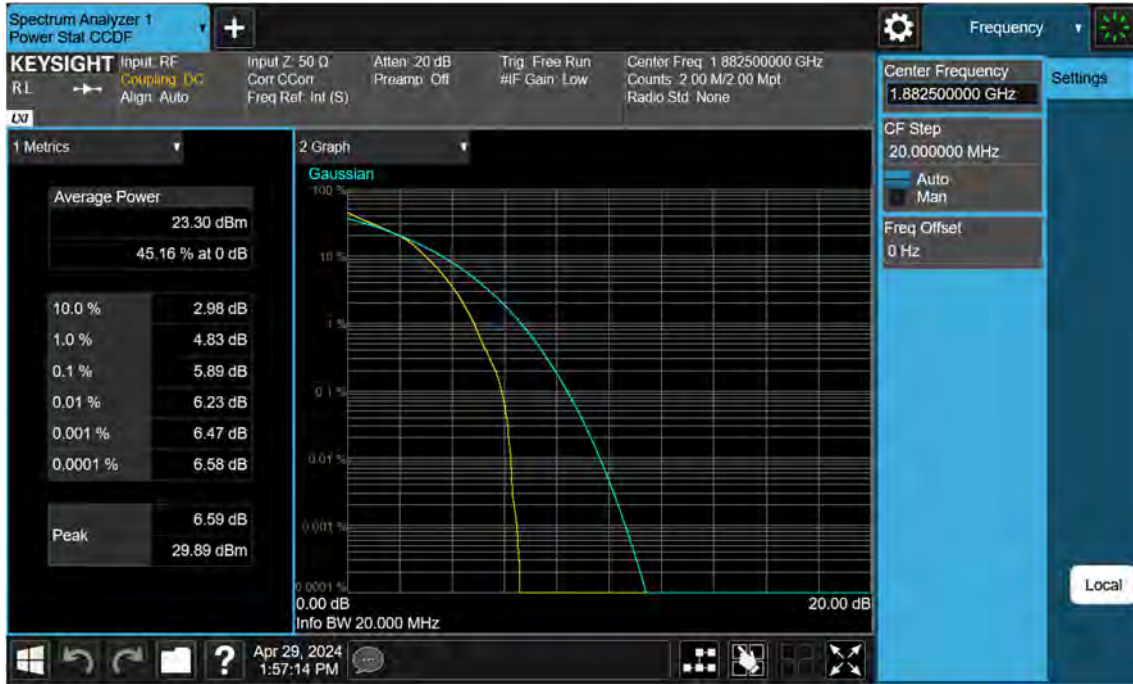 Spectrum Analyzer 1
Power Stat CCDF
Frequency
KEYSIGHT
Input: RF
Input Z: 50 Ω
Atten: 20 dB
Trig: Free Run
Center Freq: 1.882500000 GHz
RL
Coupling: DC
Corr CCorr
Preamp: Off
#IF Gain: Low
Counts: 2.00 M/2.00 Mpt
Align: Auto
Freq Ref: Int (S)
Radio Std: None
LXI
Center Frequency
1.882500000 GHz
Settings
CF Step
20.000000 MHz
Auto
Man
Freq Offset
0 Hz
1 Metrics
Average Power
23.30 dBm
45.16 % at 0 dB
10.0 % 2.98 dB
1.0 % 4.83 dB
0.1 % 5.89 dB
0.01 % 6.23 dB
0.001 % 6.47 dB
0.0001 % 6.58 dB
Peak
6.59 dB
29.89 dBm
2 Graph
Gaussian
100 %
10 %
1 %
0.1 %
0.01 %
0.001 %
0.0001 %
0.00 dB
20.00 dB
Info BW 20.000 MHz
Local
?
Apr 29, 2024
1:57:14 PM